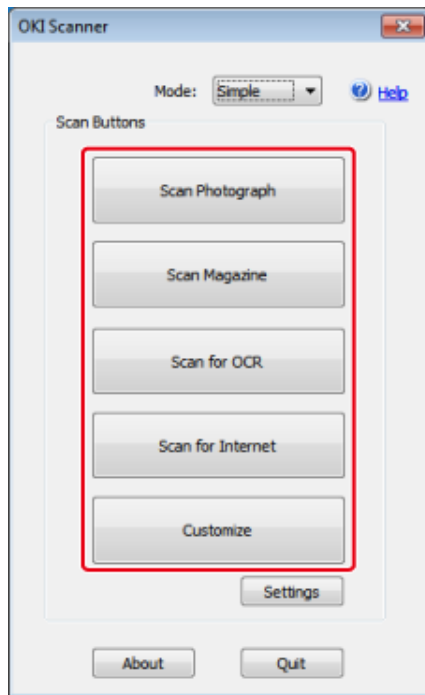 OKI Scanner
Mode: Simple Help
Scan Buttons
Scan Photograph
Scan Magazine
Scan for OCR
Scan for Internet
Customize
Settings
About Quit